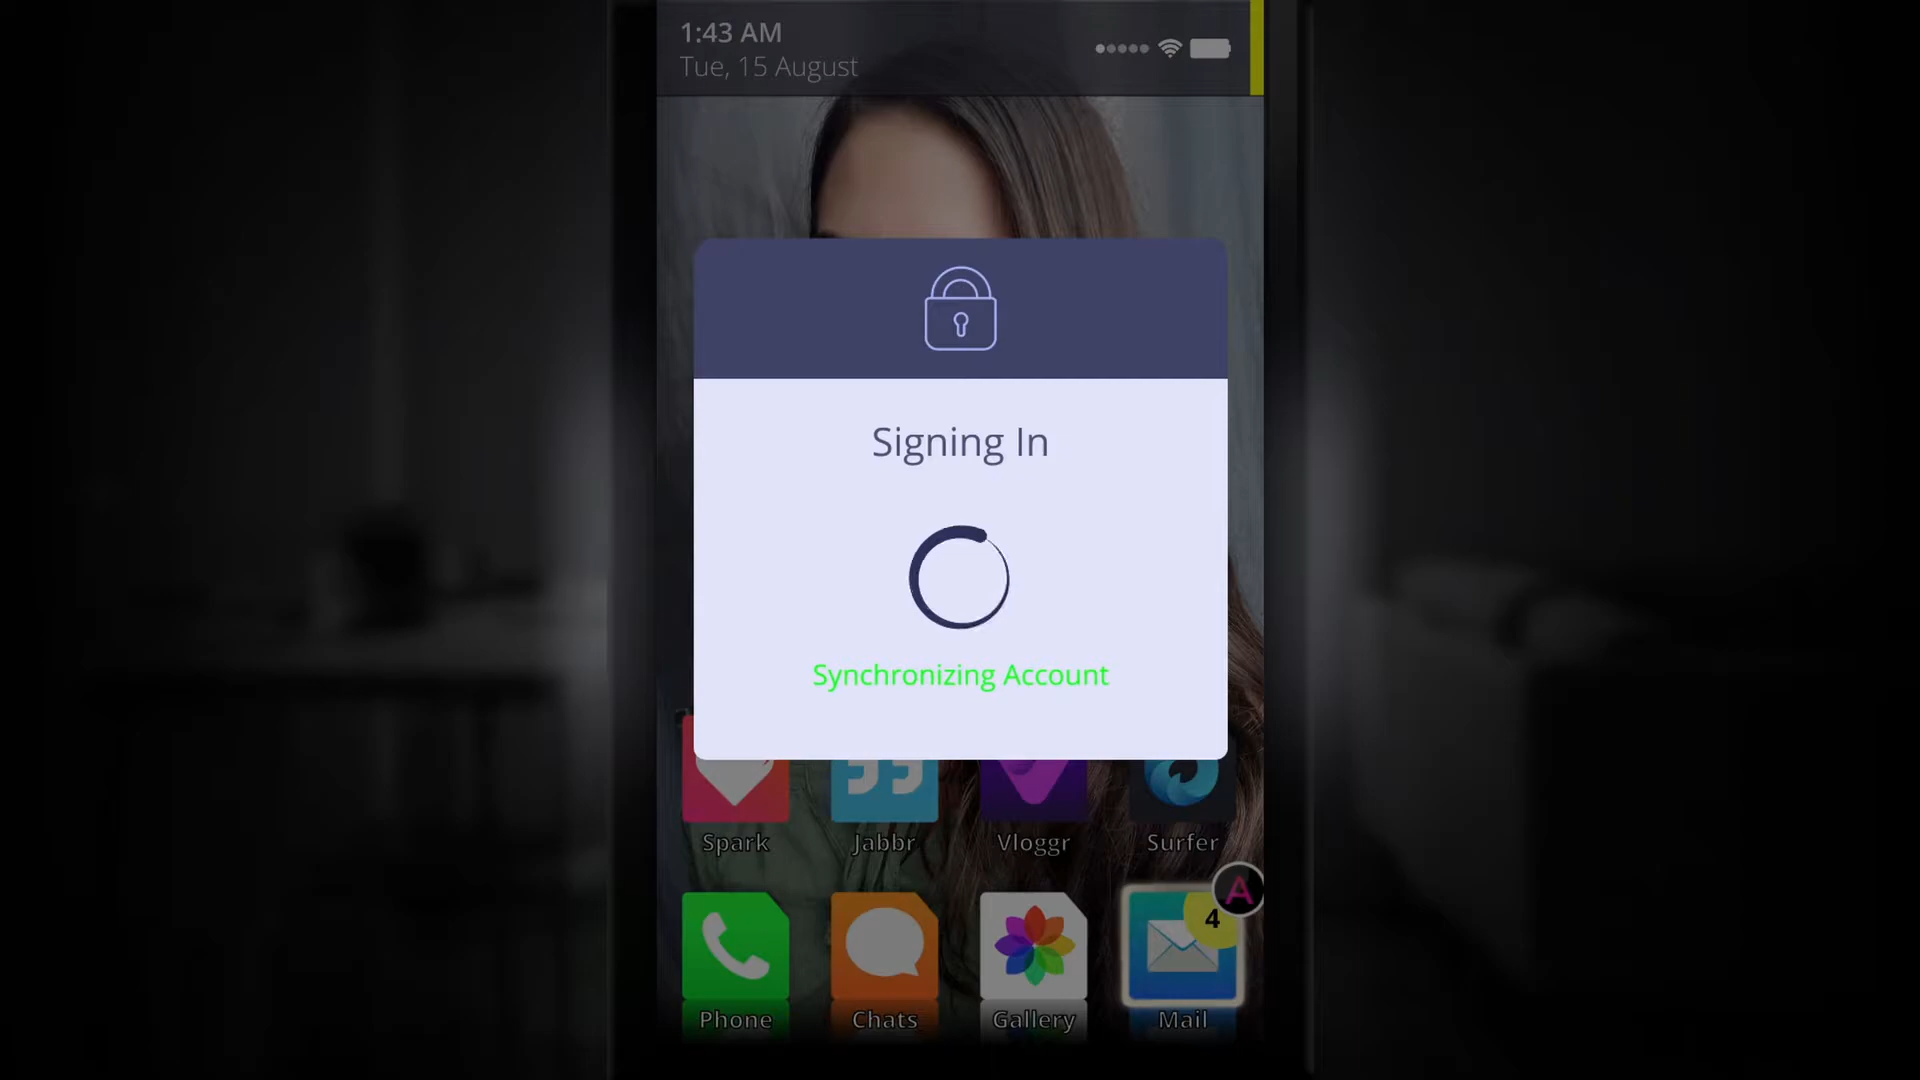 1:43 AM
Tue, 15 August
Signing In
Synchronizing Account
Spark
Jabbr
Vloggr
Surfer
A
4
Phone
Chats
Gallery
Mail